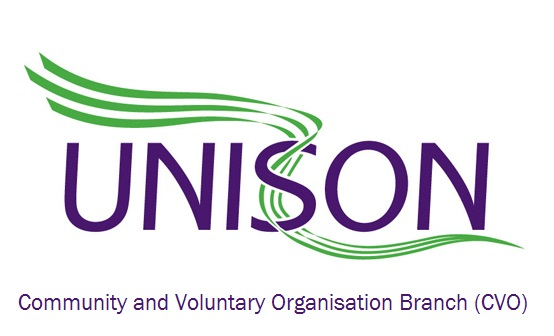 UNISON
Community and Voluntary Organisation Branch (CVO)